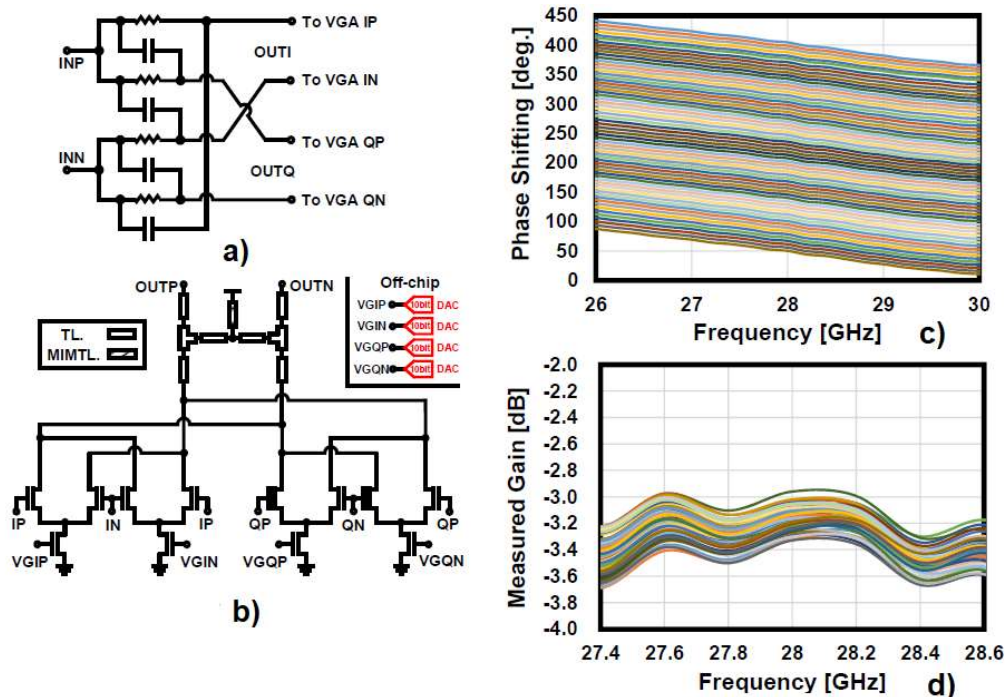 INP
INN
To VGA IP
OUTI
To VGA IN
To VGA QP
OUTQ
To VGA QN
a)
OUTP
OUTN
TL.
MIMTL.
Off-chip
VGIP 10bit DAC
VGIN 10bit DAC
VGQP 10bit DAC
VGQN 10bit DAC
IP
IN
IP
QP
QN
QP
VGIP
VGIN
VGQP
VGQN
b)
Phase Shifting [deg.]
450
400
350
300
250
200
150
100
50
0
26
27
28
29
30
Frequency [GHz]
c)
Measured Gain [dB]
-2.0
-2.2
-2.4
-2.6
-2.8
-3.0
-3.2
-3.4
-3.6
-3.8
-4.0
27.4
27.6
27.8
28
28.2
28.4
28.6
Frequency [GHz]
d)